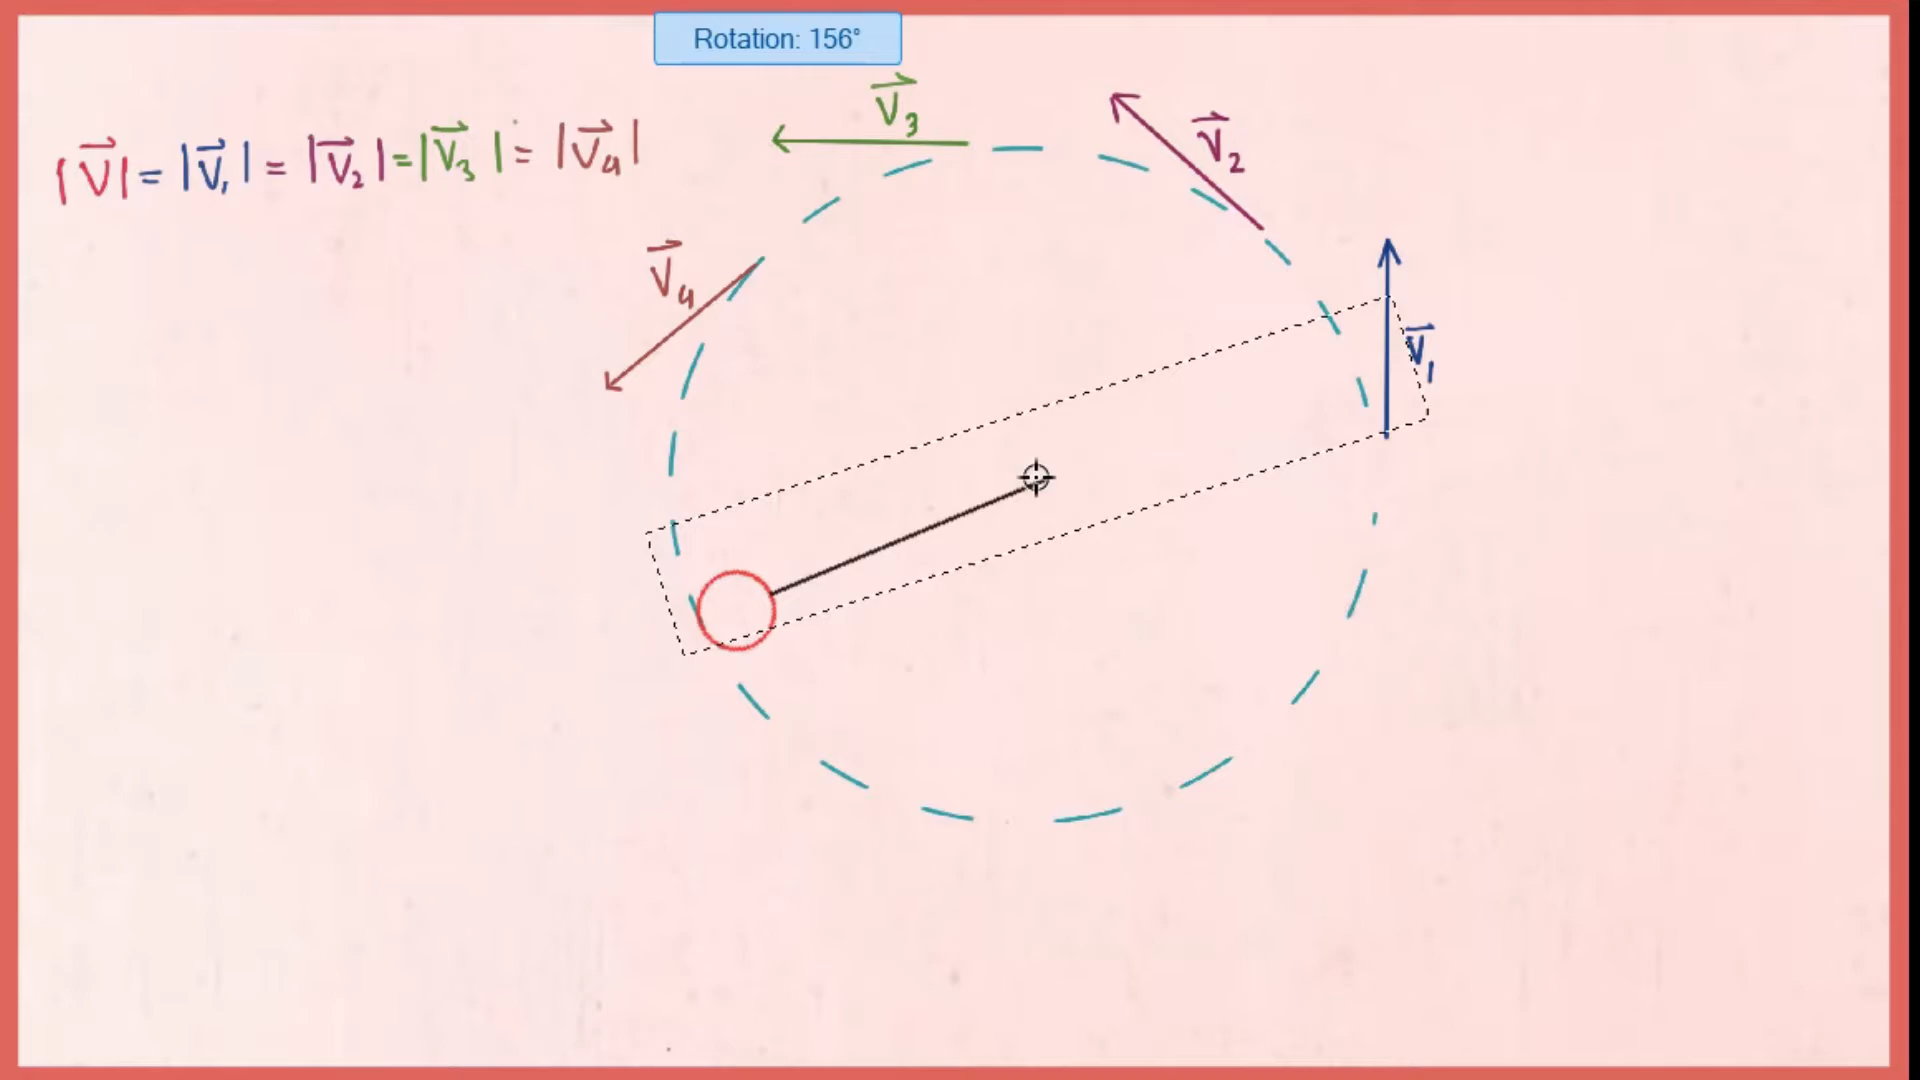 Rotation: 156°
|V⃗| = |V⃗₁| = |V⃗₂| = |V⃗₃| = |V⃗₄|
V⃗₃
V⃗₂
V⃗₄
V⃗₁